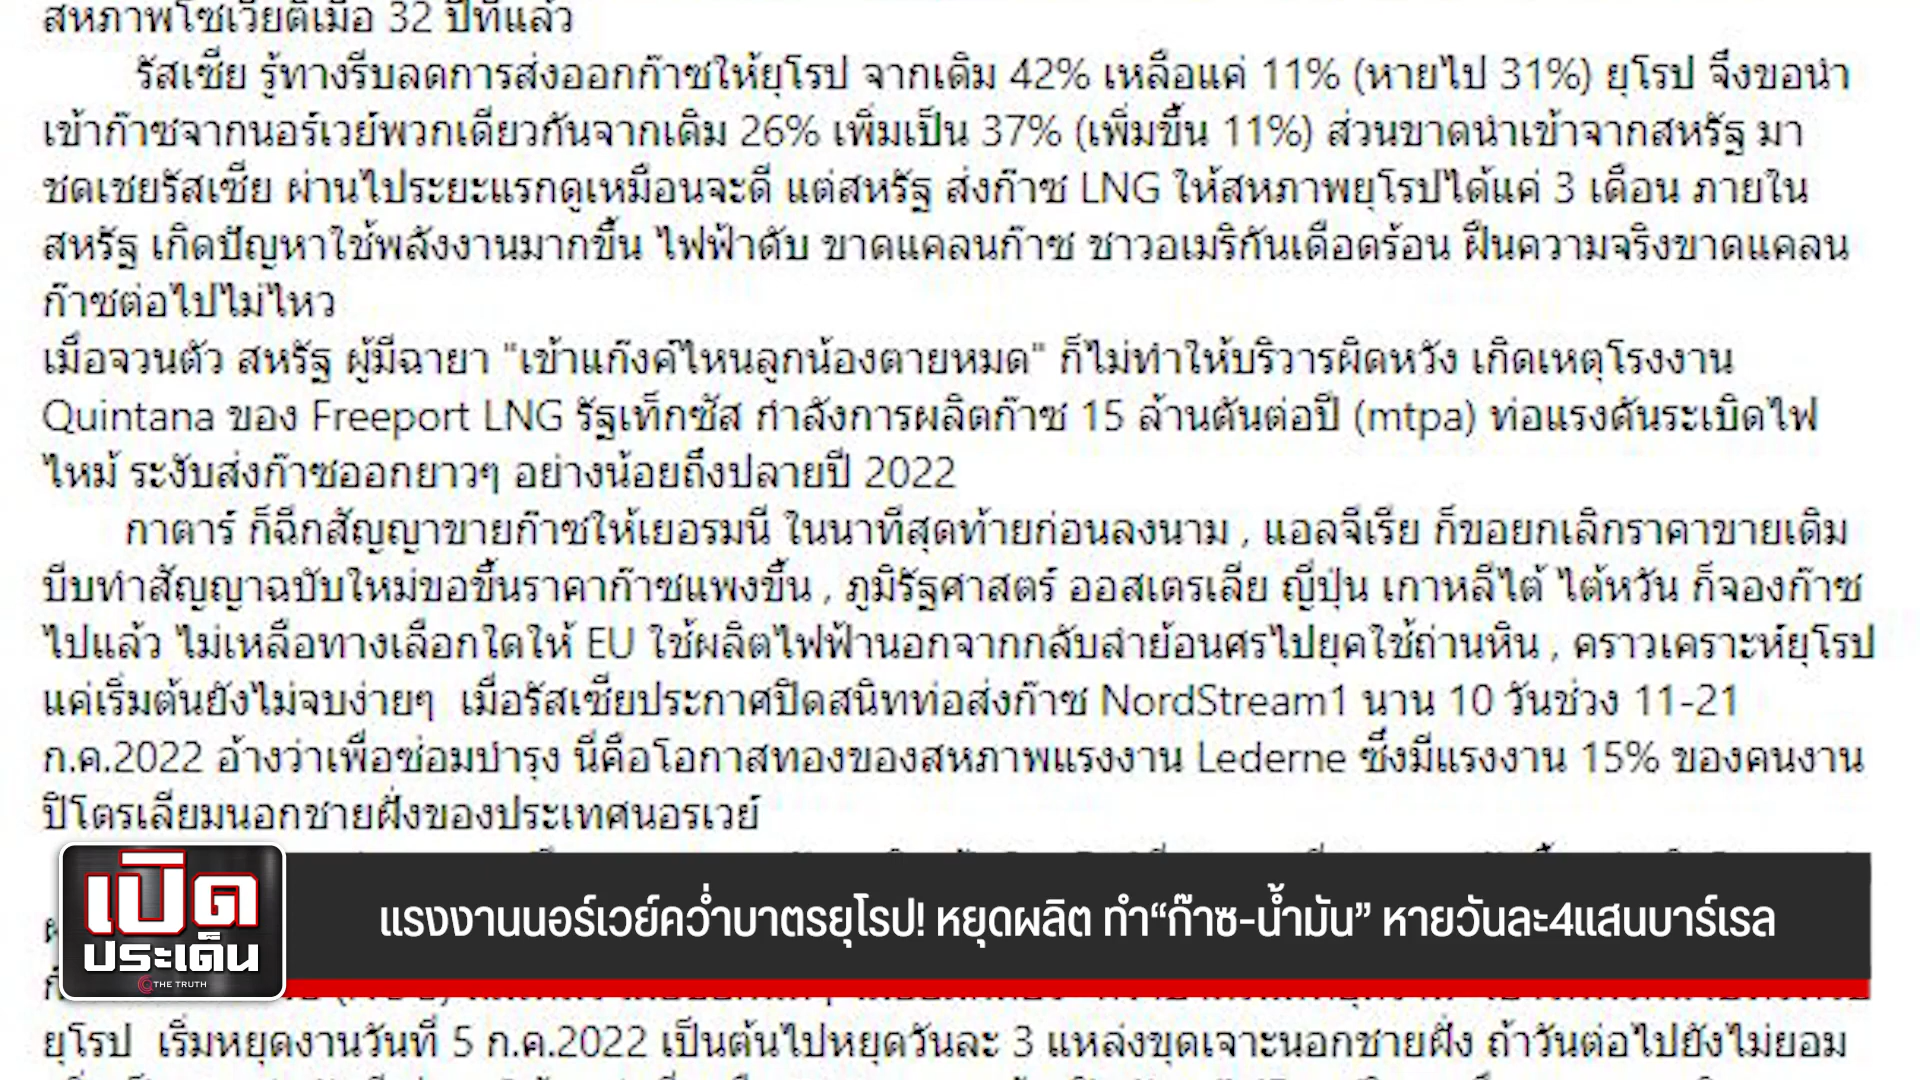 สหภาพโซเวียตเมื่อ 32 ปีที่แล้ว
รัสเซีย รู้ทางรีบลดการส่งออกก๊าซให้ยุโรป จากเดิม 42% เหลือแค่ 11% (หายไป 31%) ยุโรป จึงขอนำ
เข้าก๊าซจากนอร์เวย์พวกเดียวกันจากเดิม 26% เพิ่มเป็น 37% (เพิ่มขึ้น 11%) ส่วนขาดนำเข้าจากสหรัฐ มา
ชดเชยรัสเซีย ผ่านไประยะแรกดูเหมือนจะดี แต่สหรัฐ ส่งก๊าซ LNG ให้สหภาพยุโรปได้แค่ 3 เดือน ภายใน
สหรัฐ เกิดปัญหาใช้พลังงานมากขึ้น ไฟฟ้าดับ ขาดแคลนก๊าซ ชาวอเมริกันเดือดร้อน ฝืนความจริงขาดแคลน
ก๊าซต่อไปไม่ไหว
เมื่อจวนตัว สหรัฐ ผู้มีฉายา "เข้าแก๊งค์ไหนลูกน้องตายหมด" ก็ไม่ทำให้บริวารผิดหวัง เกิดเหตุโรงงาน
Quintana ของ Freeport LNG รัฐเท็กซัส กำลังการผลิตก๊าซ 15 ล้านตันต่อปี (mtpa) ท่อแรงดันระเบิดไฟ
ไหม้ ระงับส่งก๊าซออกยาวๆ อย่างน้อยถึงปลายปี 2022
กาตาร์ ก็ฉีกสัญญาขายก๊าซให้เยอรมนี ในนาทีสุดท้ายก่อนลงนาม , แอลจีเรีย ก็ขอยกเลิกราคาขายเดิม
บีบทำสัญญาฉบับใหม่ขอขึ้นราคาก๊าซแพงขึ้น , ภูมิรัฐศาสตร์ ออสเตรเลีย ญี่ปุ่น เกาหลีใต้ ไต้หวัน ก็จองก๊าซ
ไปแล้ว ไม่เหลือทางเลือกใดให้ EU ใช้ผลิตไฟฟ้านอกจากกลับลำย้อนศรไปยุคใช้ถ่านหิน , คราวเคราะห์ยุโรป
แค่เริ่มต้นยังไม่จบง่ายๆ เมื่อรัสเซียประกาศปิดสนิทท่อส่งก๊าซ NordStream1 นาน 10 วันช่วง 11-21
ก.ค.2022 อ้างว่าเพื่อซ่อมบำรุง นี่คือโอกาสทองของสหภาพแรงงาน Lederne ซึ่งมีแรงงาน 15% ของคนงาน
ปิโตรเลียมนอกชายฝั่งของประเทศนอรเวย์
เปิด
ประเด็น
THE TRUTH
แรงงานนอร์เวย์คว่ำบาตรยุโรป! หยุดผลิต ทำ“ก๊าซ-น้ำมัน” หายวันละ4แสนบาร์เรล
ยุโรป เริ่มหยุดงานวันที่ 5 ก.ค.2022 เป็นต้นไปหยุดวันละ 3 แหล่งขุดเจาะนอกชายฝั่ง ถ้าวันต่อไปยังไม่ยอม